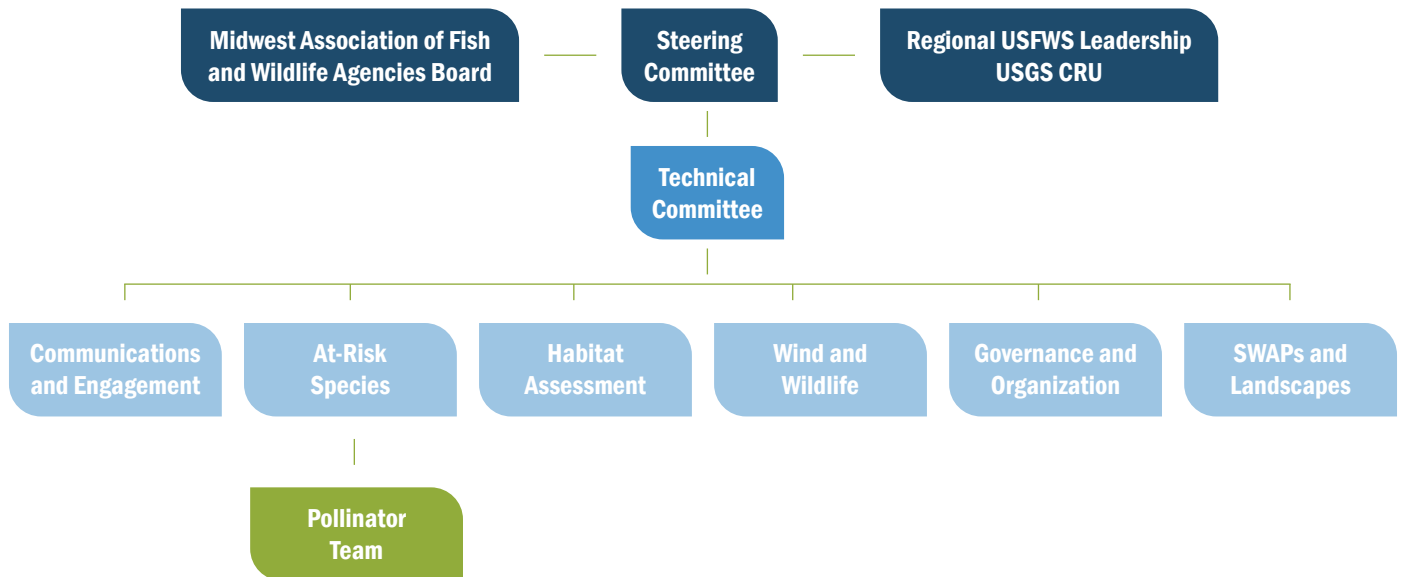 Midwest Association of Fish
and Wildlife Agencies Board
Steering
Committee
Regional USFWS Leadership
USGS CRU
Technical
Committee
Communications
and Engagement
At-Risk
Species
Habitat
Assessment
Wind and
Wildlife
Governance and
Organization
SWAPs and
Landscapes
Pollinator
Team